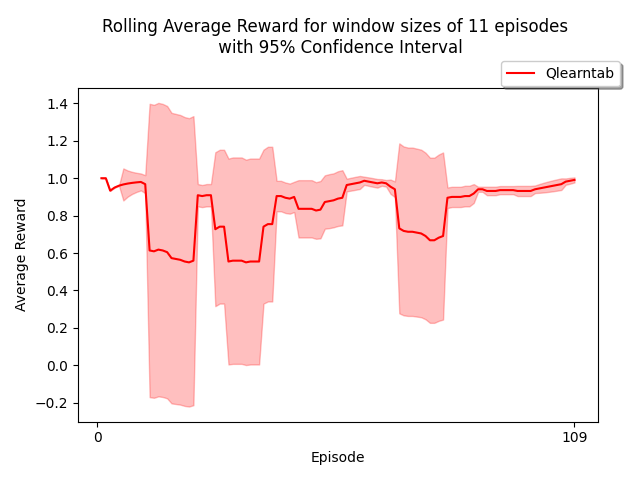 Rolling Average Reward for window sizes of 11 episodes
with 95% Confidence Interval
Qlearntab
1.4
1.2
1.0
0.8
0.6
0.4
0.2
0.0
−0.2
Average Reward
0
109
Episode